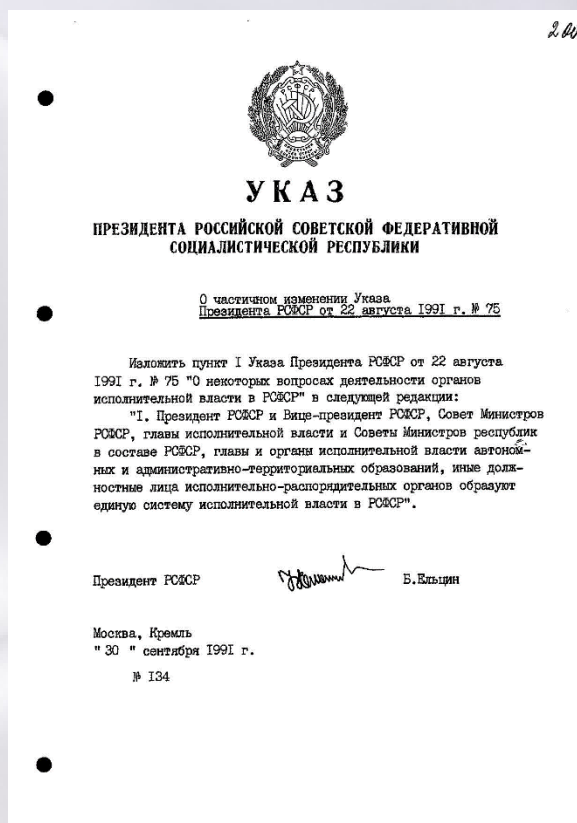 РСФСР
УКАЗ
ПРЕЗИДЕНТА РОССИЙСКОЙ СОВЕТСКОЙ ФЕДЕРАТИВНОЙ
СОЦИАЛИСТИЧЕСКОЙ РЕСПУБЛИКИ
О частичном изменении Указа
Президента РСФСР от 22 августа 1991 г. № 75
Изложить пункт I Указа Президента РСФСР от 22 августа
1991 г. № 75 "О некоторых вопросах деятельности органов
исполнительной власти в РСФСР" в следующей редакции:
"I. Президент РСФСР и Вице-президент РСФСР, Совет Министров
РСФСР, главы исполнительной власти и Советы Министров республик
в составе РСФСР, главы и органы исполнительной власти автоном-
ных и административно-территориальных образований, иные долж-
ностные лица исполнительно-распорядительных органов образуют
единую систему исполнительной власти в РСФСР".
Президент РСФСР Б.Ельцин
Москва, Кремль
" 30 " сентября 1991 г.
№ 134